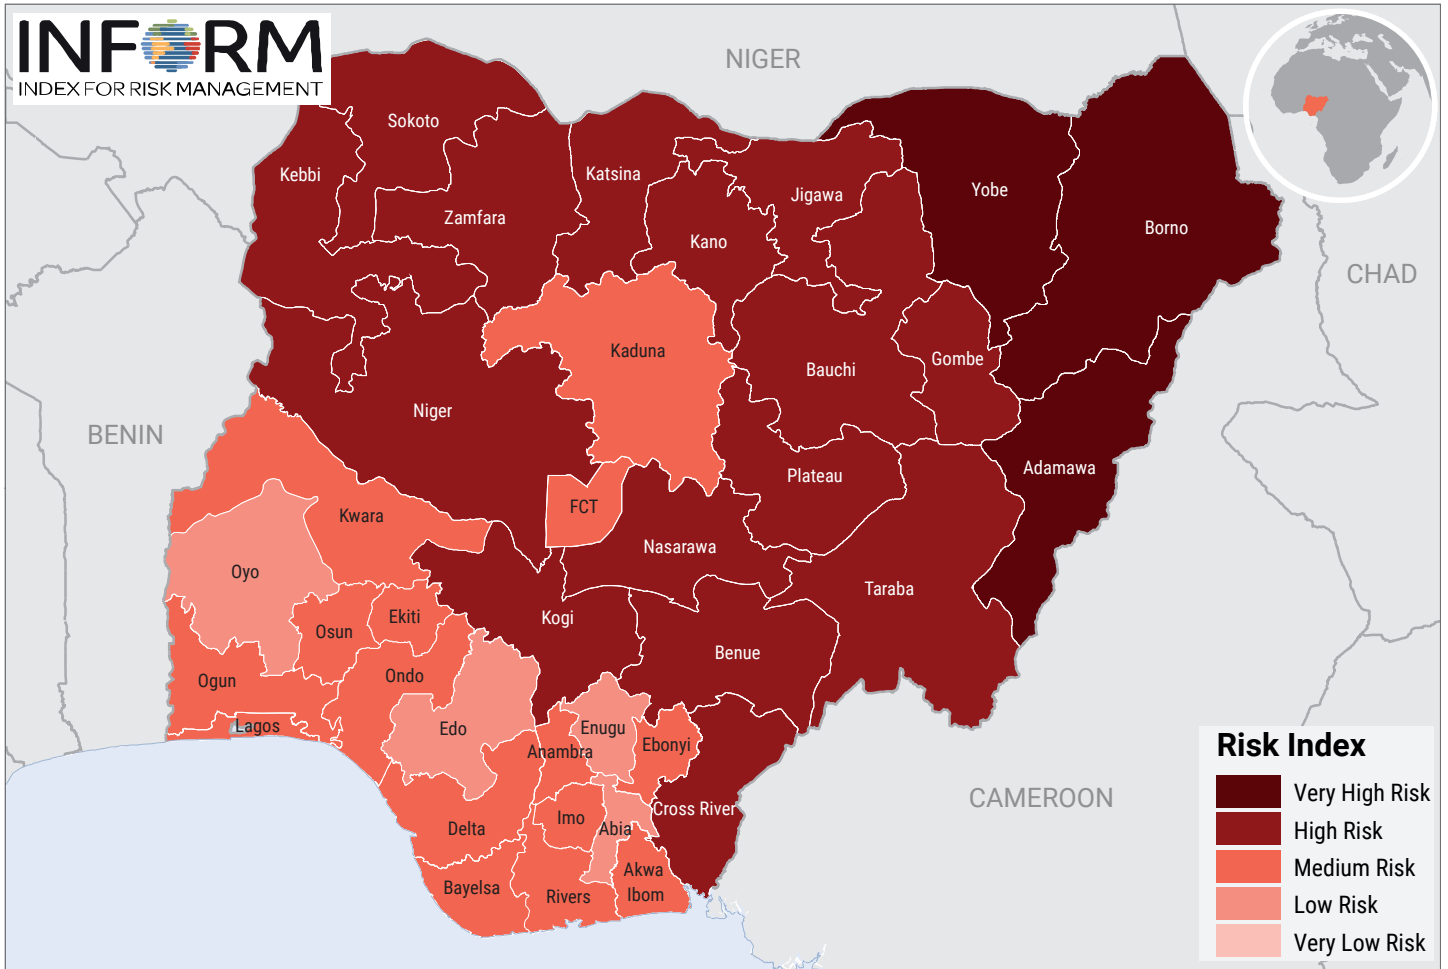 INFORM
INDEX FOR RISK MANAGEMENT
NIGER
Sokoto
Kebbi
Katsina
Zamfara
Jigawa
Yobe
Kano
Borno
CHAD
Kaduna
Gombe
Bauchi
Niger
BENIN
Adamawa
Plateau
FCT
Kwara
Nasarawa
Oyo
Taraba
Ekiti
Kogi
Osun
Benue
Ondo
Ogun
Lagos
Edo
Enugu
Ebonyi
Anambra
CAMEROON
Cross River
Imo
Delta
Abia
Akwa
Ibom
Bayelsa
Rivers
Risk Index
Very High Risk
High Risk
Medium Risk
Low Risk
Very Low Risk